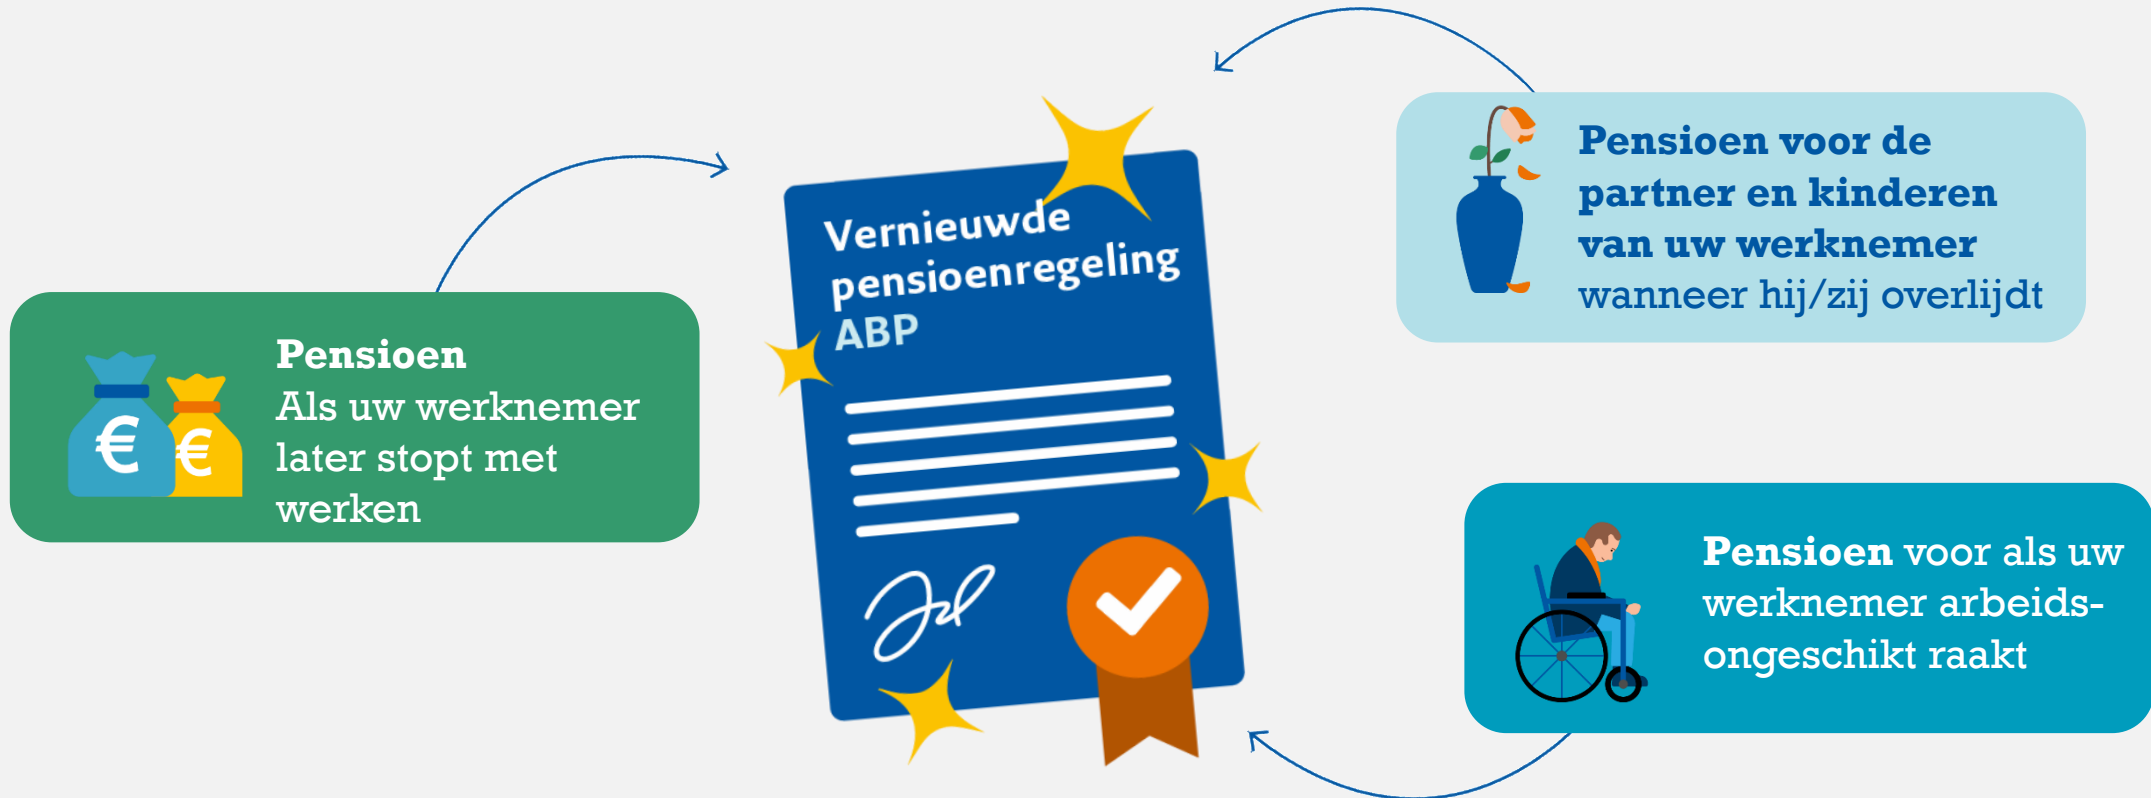 Pensioen
Als uw werknemer
later stopt met
werken
Vernieuwde
pensioenregeling
ABP
Pensioen voor de
partner en kinderen
van uw werknemer
wanneer hij/zij overlijdt
Pensioen voor als uw
werknemer arbeids-
ongeschikt raakt
€
€